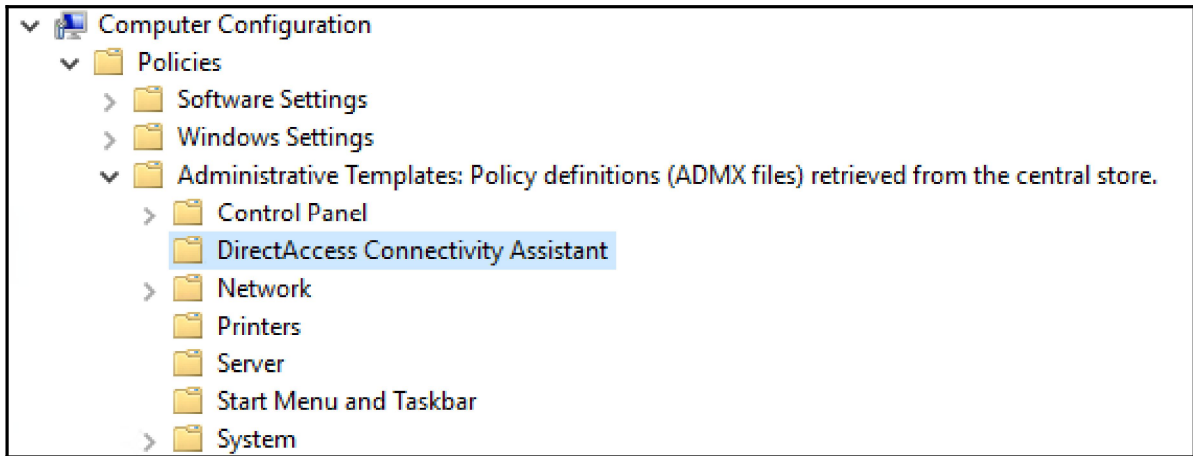 Computer Configuration
Policies
Software Settings
Windows Settings
Administrative Templates: Policy definitions (ADMX files) retrieved from the central store.
Control Panel
DirectAccess Connectivity Assistant
Network
Printers
Server
Start Menu and Taskbar
System